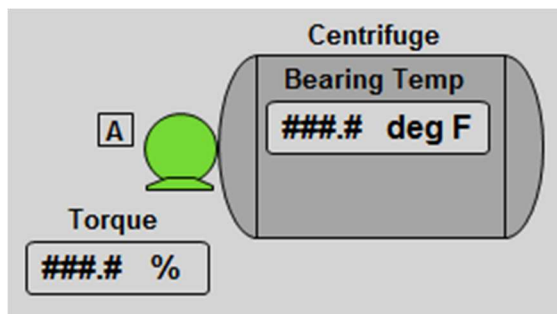 Centrifuge
Bearing Temp
###.# deg F
A
Torque
###.# %